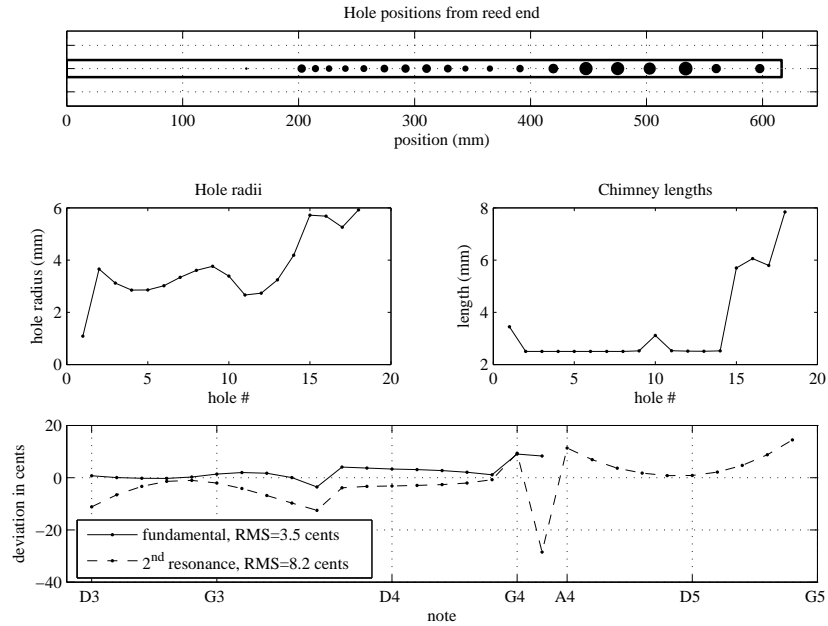 Hole positions from reed end
0 100 200 300 400 500 600
position (mm)
Hole radii
Chimney lengths
6
4
2
0
hole radius (mm)
0 5 10 15 20
hole #
8
6
4
2
length (mm)
0 5 10 15 20
hole #
20
0
−20
−40
deviation in cents
fundamental, RMS=3.5 cents
2nd resonance, RMS=8.2 cents
D3 G3 D4 G4 A4 D5 G5
note